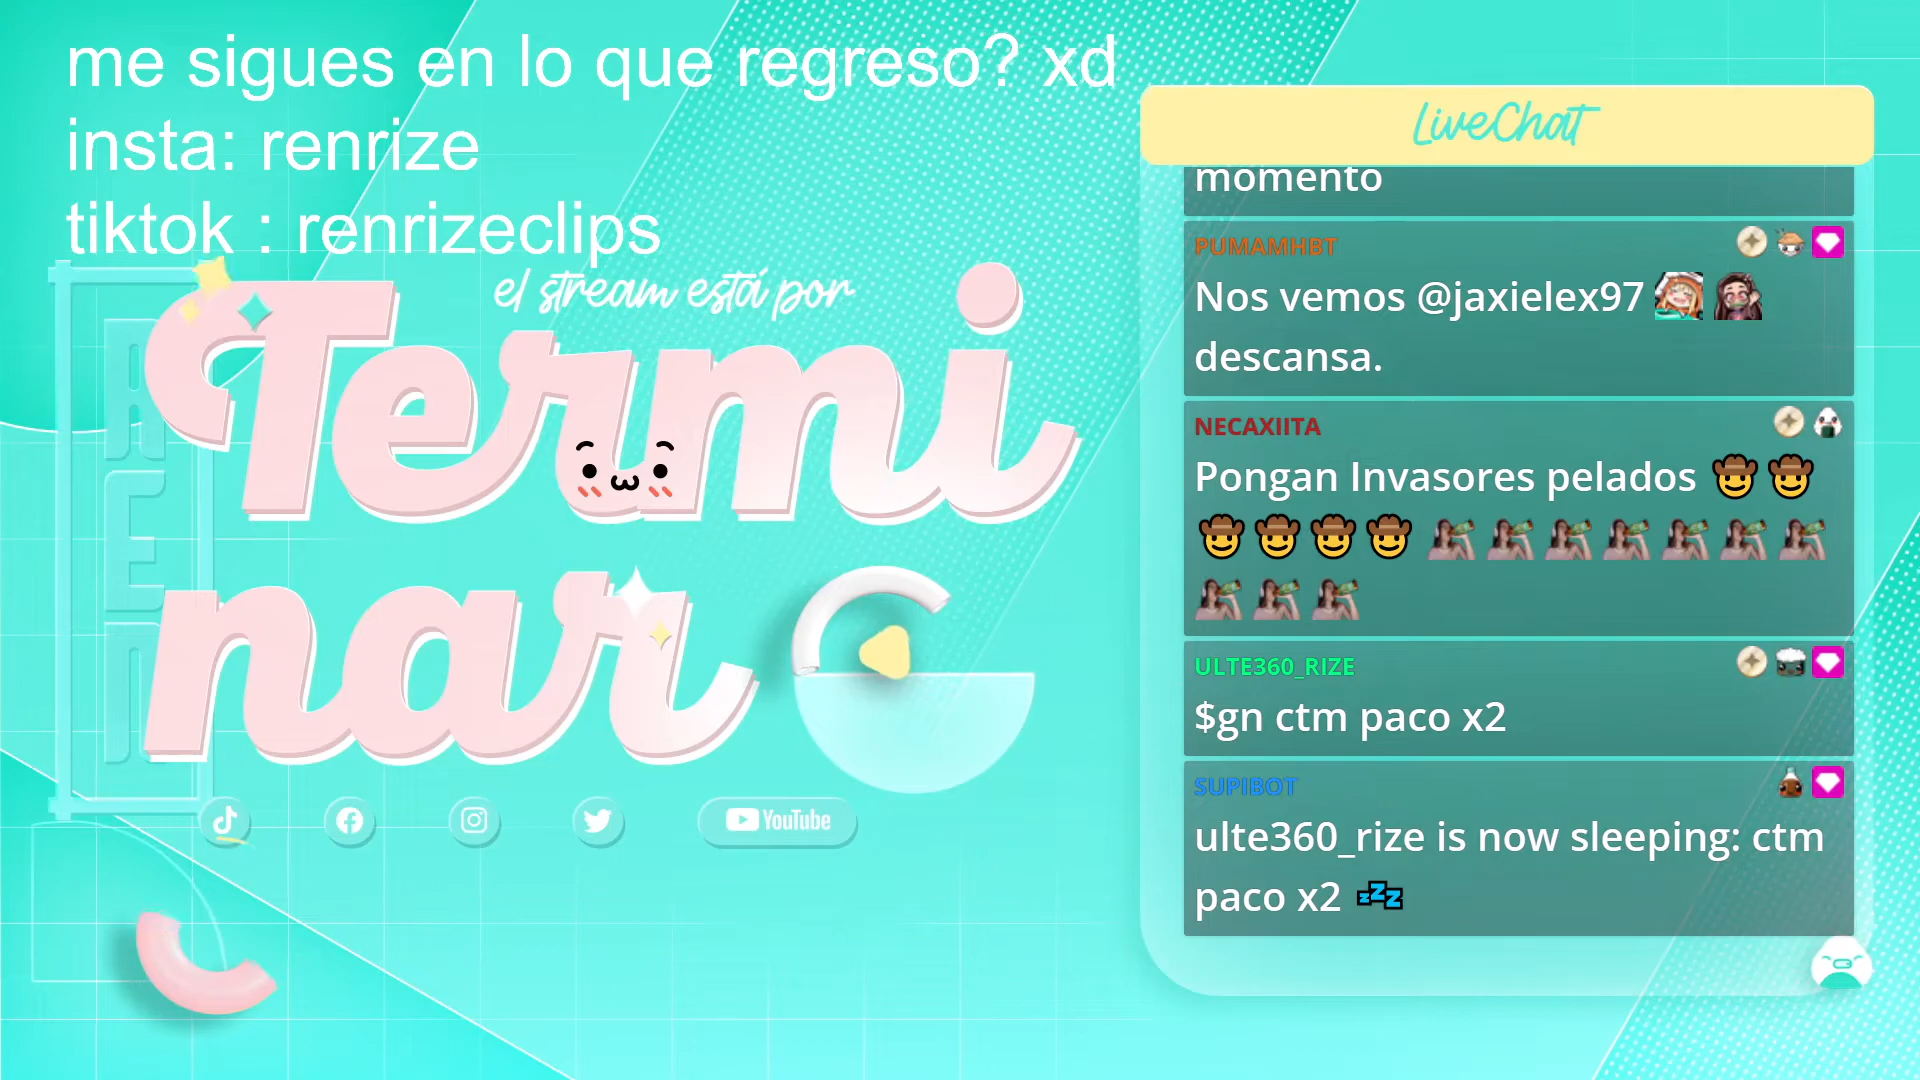 me sigues en lo que regreso? xd
insta: renrize
tiktok : renrizeclips
el stream está por
Termi
nar
REN
YouTube
LiveChat
momento
PUMAMHBT
Nos vemos @jaxielex97
descansa.
NECAXIITA
Pongan Invasores pelados
ULTE360_RIZE
$gn ctm paco x2
SUPIBOT
ulte360_rize is now sleeping: ctm
paco x2 💤